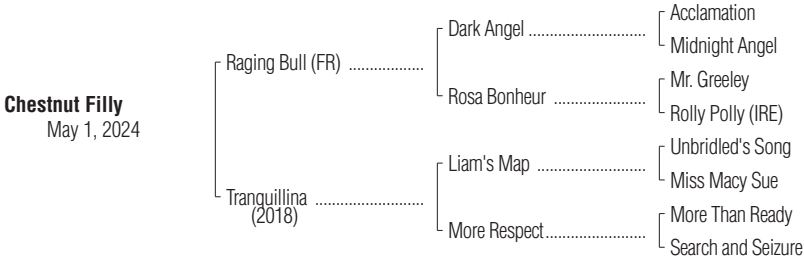 Acclamation
Dark Angel ............................
Midnight Angel
Raging Bull (FR) ..................
Mr. Greeley
Rosa Bonheur ......................
Rolly Polly (IRE)
Chestnut Filly
May 1, 2024
Unbridled's Song
Liam's Map ..........................
Miss Macy Sue
Tranquillina ..........................
(2018)
More Than Ready
More Respect........................
Search and Seizure